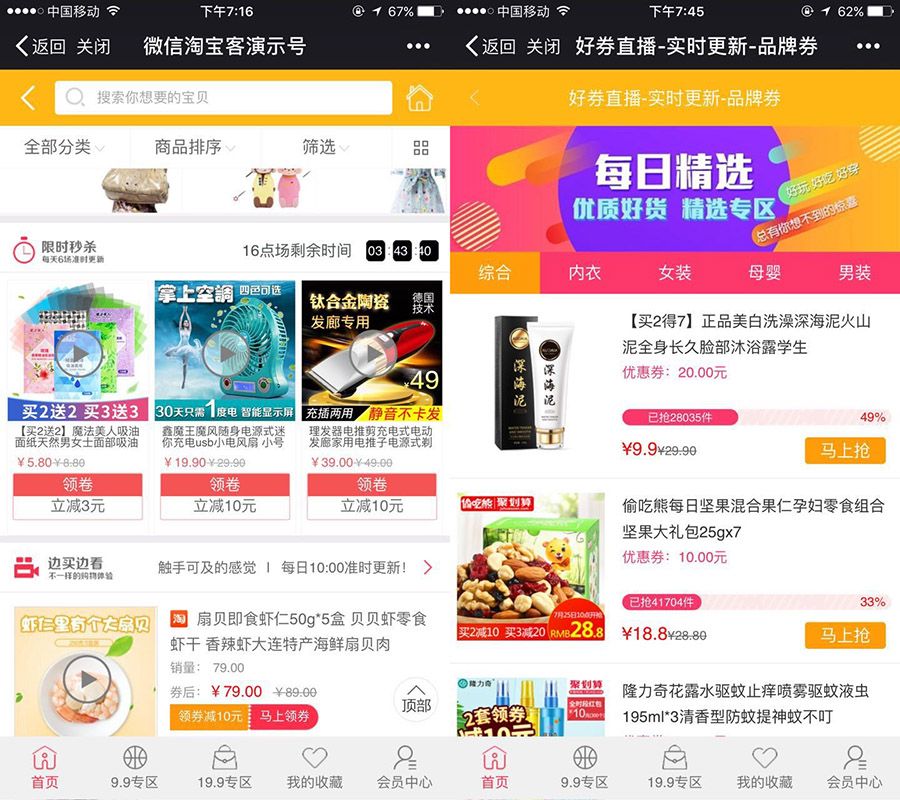 中国移动
下午7:16
67%
返回 关闭
微信淘宝客演示号
搜索你想要的宝贝
全部分类
商品排序
筛选
限时秒杀
每天6场准时更新
16点场剩余时间 03:43:40
买2送2 买3送3
掌上空調 四色可选
30天只需1度电 智能显示屏
钛合金陶瓷
发廊专用
德国
技术
¥49
充插两用 静音不卡发
【买2送2】魔法美人吸油
面纸天然男女士面部吸油
¥5.80 ¥8.80
领卷
立减3元
鑫魔王魔风随身电源式迷
你充电usb小电风扇 小号
¥19.90 ¥29.90
领卷
立减10元
理发器电推剪充电式电动
发廊家用电推子电源式剃
¥39.00 ¥49.00
领卷
立减10元
边买边看
不一样的购物体验
触手可及的感觉 I 每日10:00准时更新!
虾仁里有个大扇贝
淘
扇贝即食虾仁50g*5盒 贝贝虾零食
虾干 香辣虾大连特产海鲜扇贝肉
销量: 79.00
券后: ¥79.00 ¥89.00
领券减10元 马上领券
顶部
首页
9.9专区
19.9专区
我的收藏
会员中心
中国移动
下午7:45
62%
返回 关闭
好券直播-实时更新-品牌券
好券直播-实时更新-品牌券
每日精选
优质好货 精选专区
好玩 好吃 好穿
总有你想不到的惊喜
综合
内衣
女装
母婴
男装
深海泥
深海泥
【买2得7】正品美白洗澡深海泥火山
泥全身长久脸部沐浴露学生
优惠券: 20.00元
已抢28035件
49%
¥9.9 ¥29.90
马上抢
偷吃熊 聚划算
7月25日10点开抢
买2减10 买3减20 RMB28.8
偷吃熊每日坚果混合果仁孕妇零食组合
坚果大礼包25gx7
优惠券: 10.00元
已抢41704件
33%
¥18.8 ¥28.80
马上抢
隆力奇
聚划算
全时段红包
¥10元
2套领券
隆力奇花露水驱蚊止痒喷雾驱蚊液虫
195ml*3清香型防蚊提神蚊不叮
首页
9.9专区
19.9专区
我的收藏
会员中心